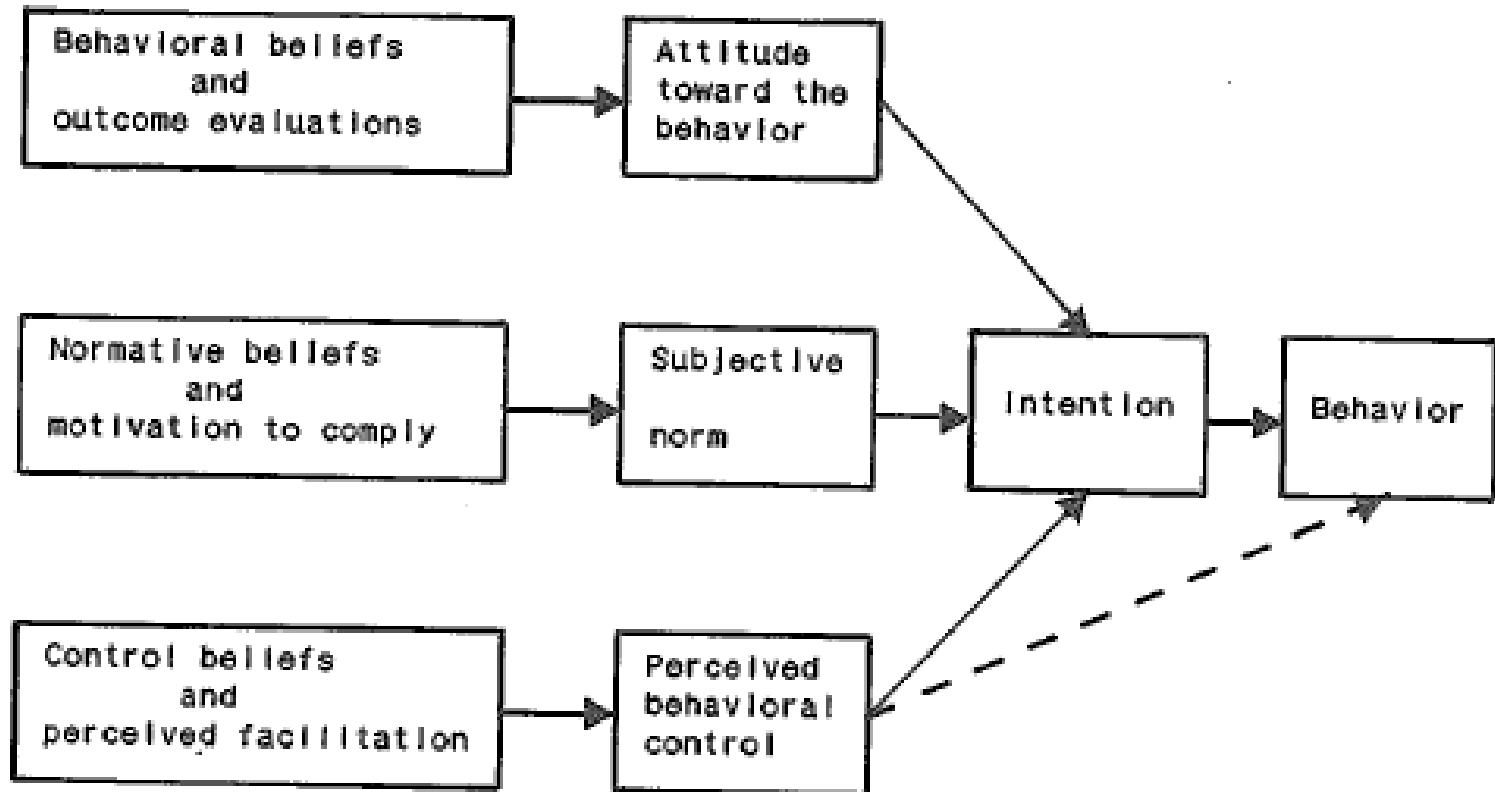 Behavioral beliefs
and
outcome evaluations
Attitude
toward the
behavior
Normative beliefs
and
motivation to comply
Subjective
norm
Intention
Behavior
Control beliefs
and
perceived facilitation
Perceived
behavioral
control